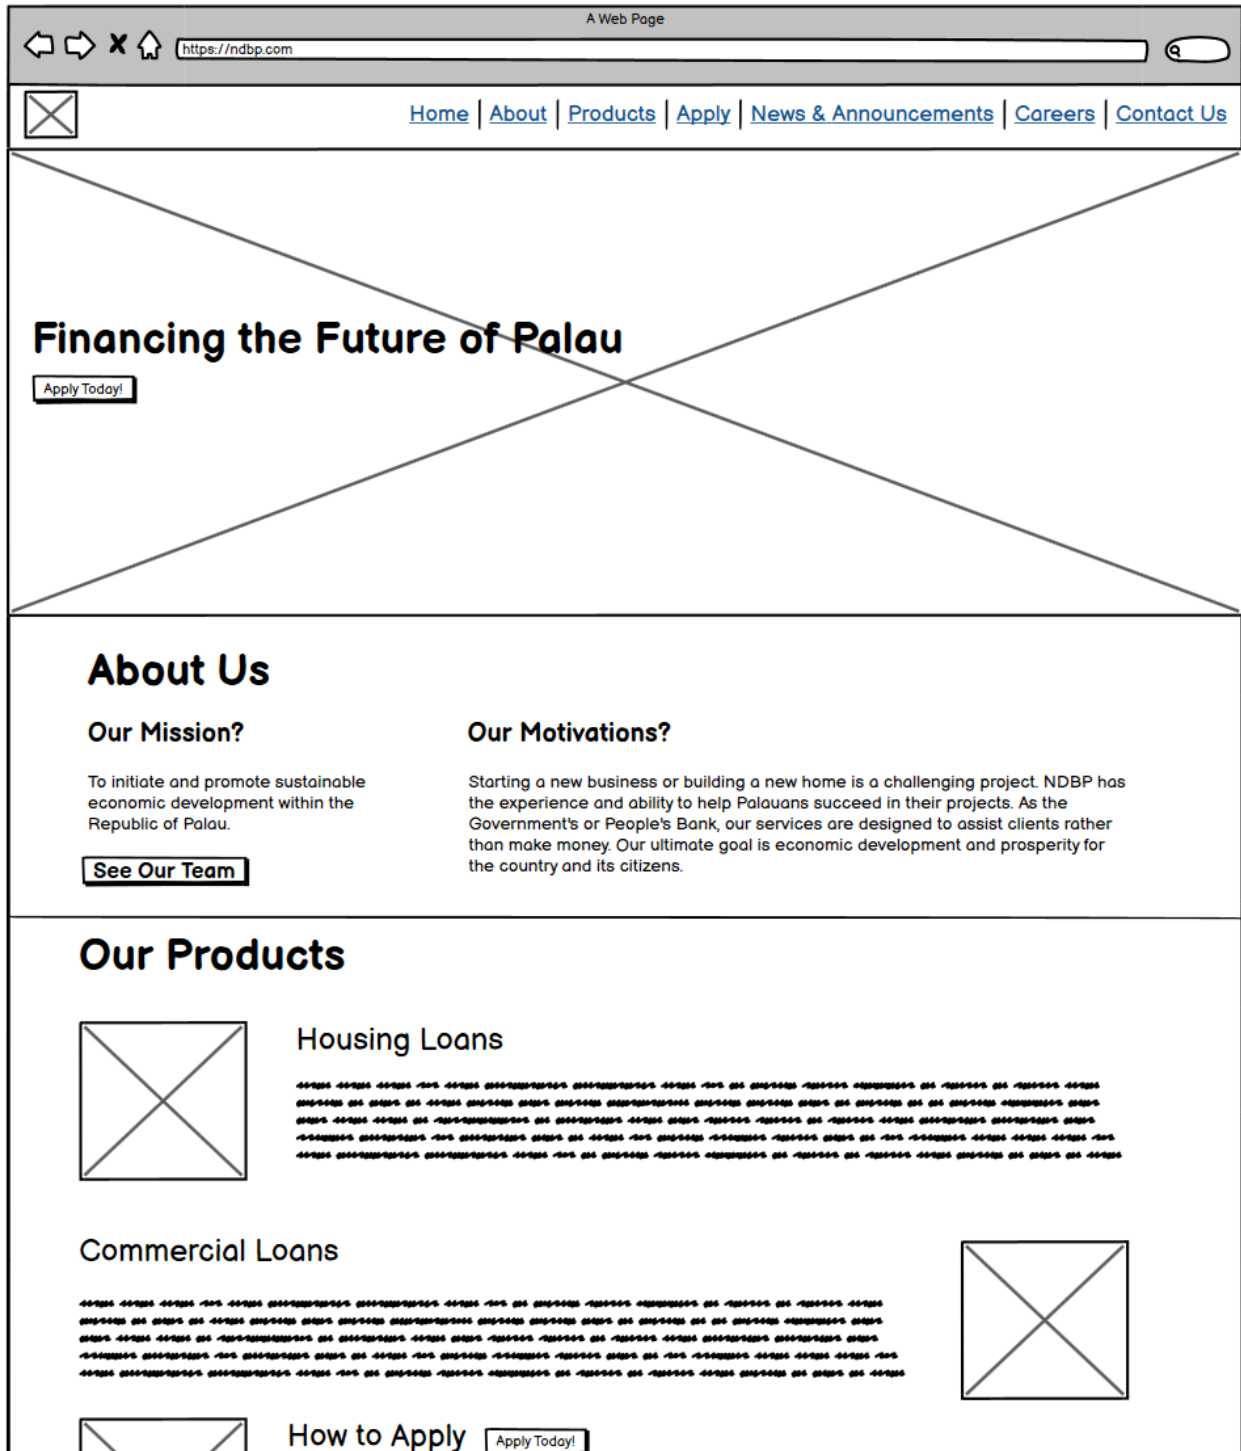 A Web Page
https://ndbp.com
Home | About | Products | Apply | News & Announcements | Careers | Contact Us
Financing the Future of Palau
Apply Today!
About Us
Our Mission?
To initiate and promote sustainable
economic development within the
Republic of Palau.
See Our Team
Our Motivations?
Starting a new business or building a new home is a challenging project. NDBP has
the experience and ability to help Palauans succeed in their projects. As the
Government's or People's Bank, our services are designed to assist clients rather
than make money. Our ultimate goal is economic development and prosperity for
the country and its citizens.
Our Products
Housing Loans
Commercial Loans
How to Apply
Apply Today!